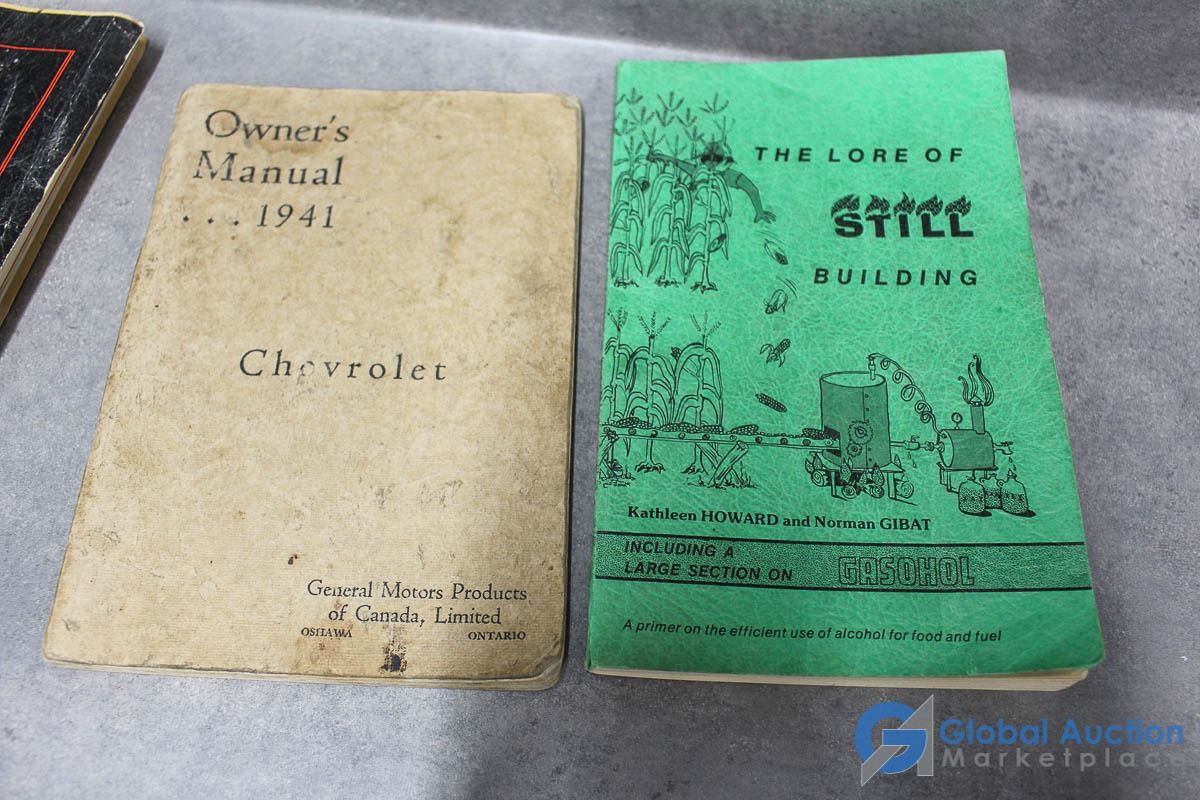 Owner's
Manual
. . . 1941
Chevrolet
General Motors Products
of Canada, Limited
OSHAWA ONTARIO
THE LORE OF
STILL
BUILDING
Kathleen HOWARD and Norman GIBAT
INCLUDING A
LARGE SECTION ON GASOHOL
A primer on the efficient use of alcohol for food and fuel
Global Auction
Marketplace